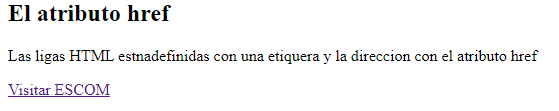 El atributo href
Las ligas HTML estnadefinidas con una etiquera y la direccion con el atributo href
Visitar ESCOM